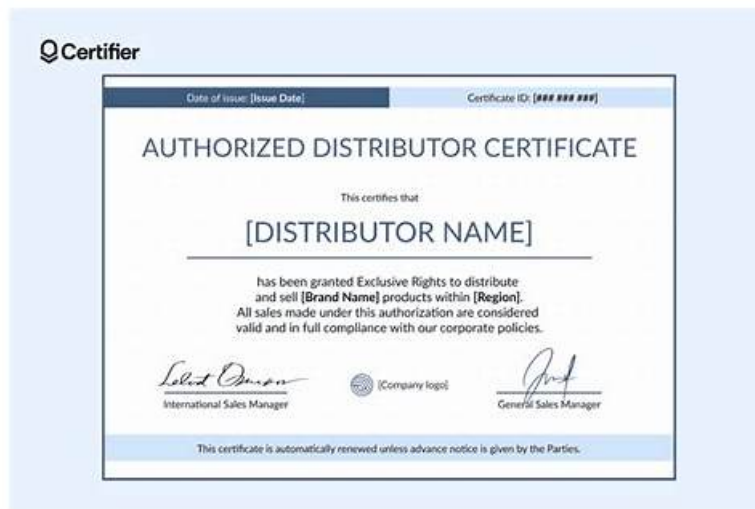 Certifier
Date of issue: [Issue Date]
Certificate ID: [### ### ###]
AUTHORIZED DISTRIBUTOR CERTIFICATE
This certifies that
[DISTRIBUTOR NAME]
has been granted Exclusive Rights to distribute
and sell [Brand Name] products within [Region].
All sales made under this authorization are considered
valid and in full compliance with our corporate policies.
[Company logo]
International Sales Manager
General Sales Manager
This certificate is automatically renewed unless advance notice is given by the Parties.